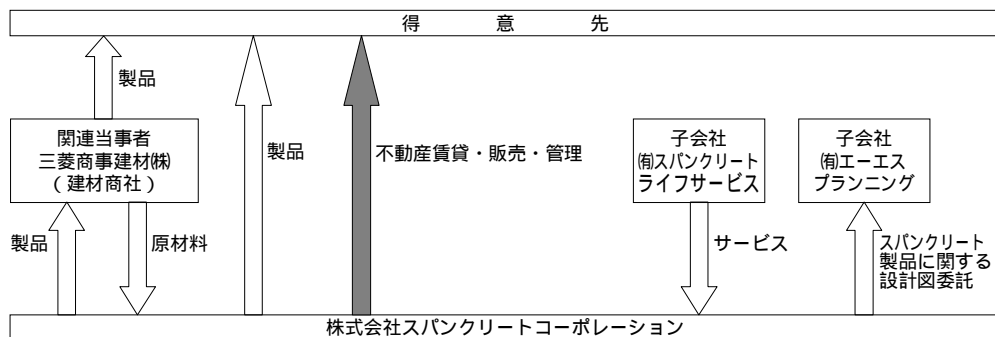 得意先
製品
関連当事者
三菱商事建材㈱
（建材商社）
製品
不動産賃貸・販売・管理
子会社
㈲スパンクリート
ライフサービス
子会社
㈲エーエス
プランニング
製品
原材料
サービス
スパンクリート
製品に関する
設計図委託
株式会社スパンクリートコーポレーション